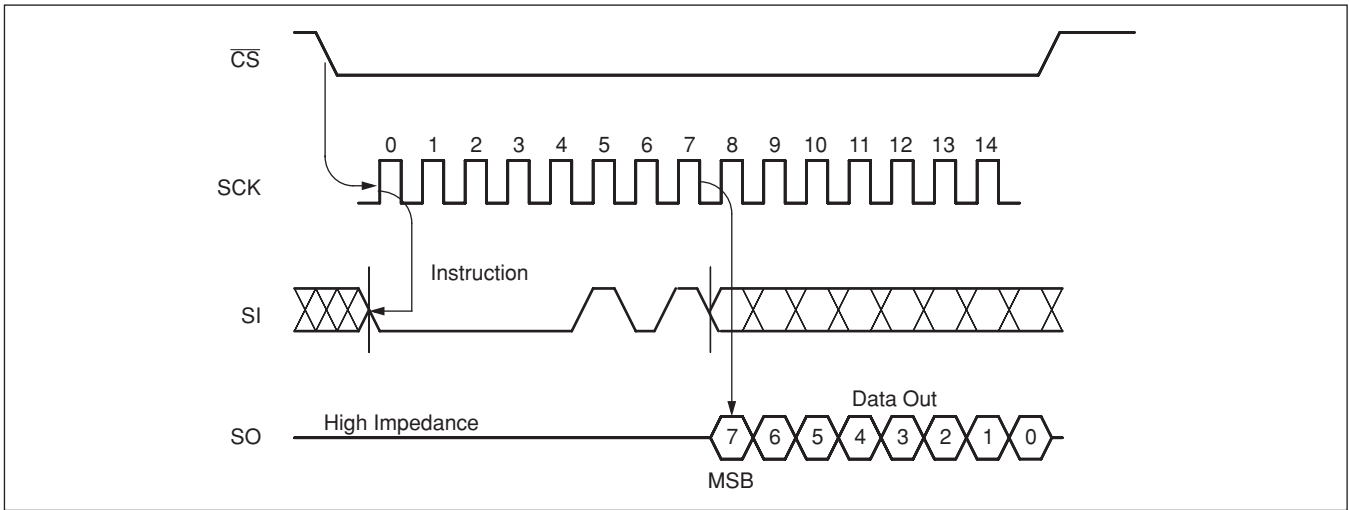 C̅S̅
0 1 2 3 4 5 6 7 8 9 10 11 12 13 14
SCK
Instruction
SI
Data Out
High Impedance
SO
7 6 5 4 3 2 1 0
MSB